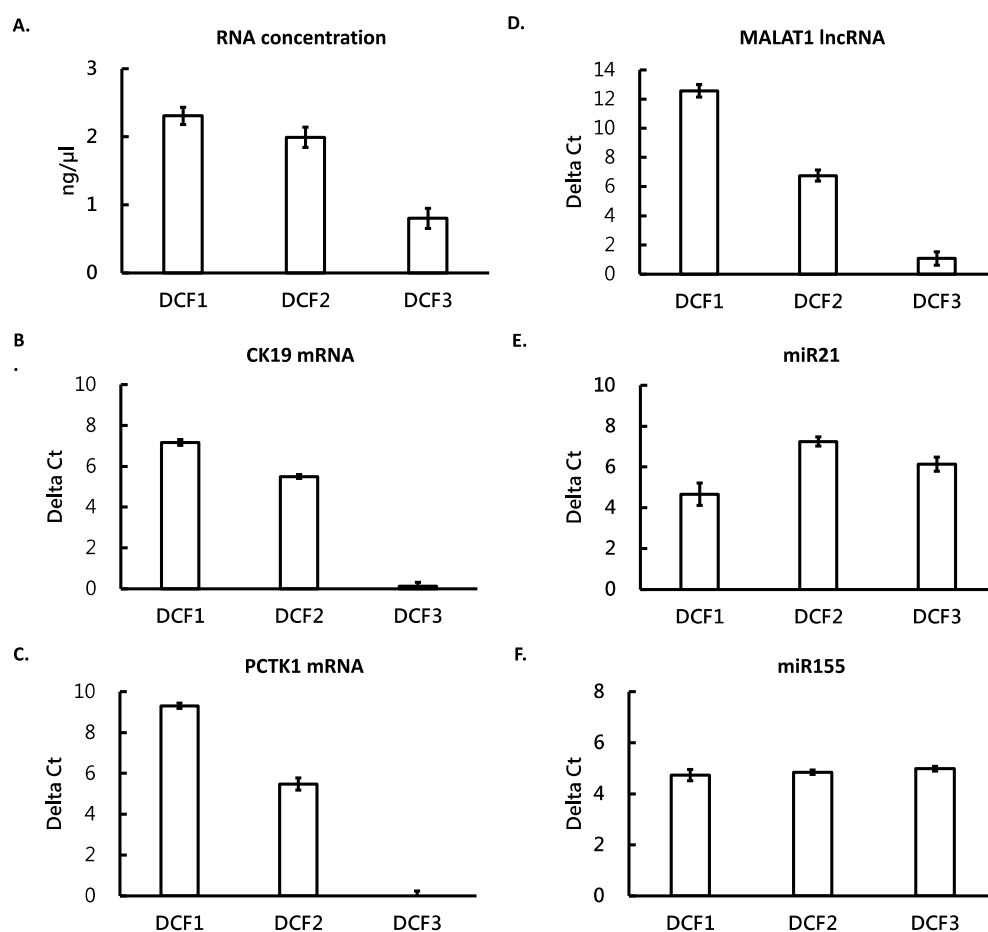 A.
RNA concentration
ng/µl
3
2
1
0
DCF1 DCF2 DCF3
B
.
CK19 mRNA
Delta Ct
10
8
6
4
2
0
DCF1 DCF2 DCF3
C.
PCTK1 mRNA
Delta Ct
10
8
6
4
2
0
DCF1 DCF2 DCF3
D.
MALAT1 lncRNA
Delta Ct
14
12
10
8
6
4
2
0
DCF1 DCF2 DCF3
E.
miR21
Delta Ct
10
8
6
4
2
0
DCF1 DCF2 DCF3
F.
miR155
Delta Ct
8
6
4
2
0
DCF1 DCF2 DCF3